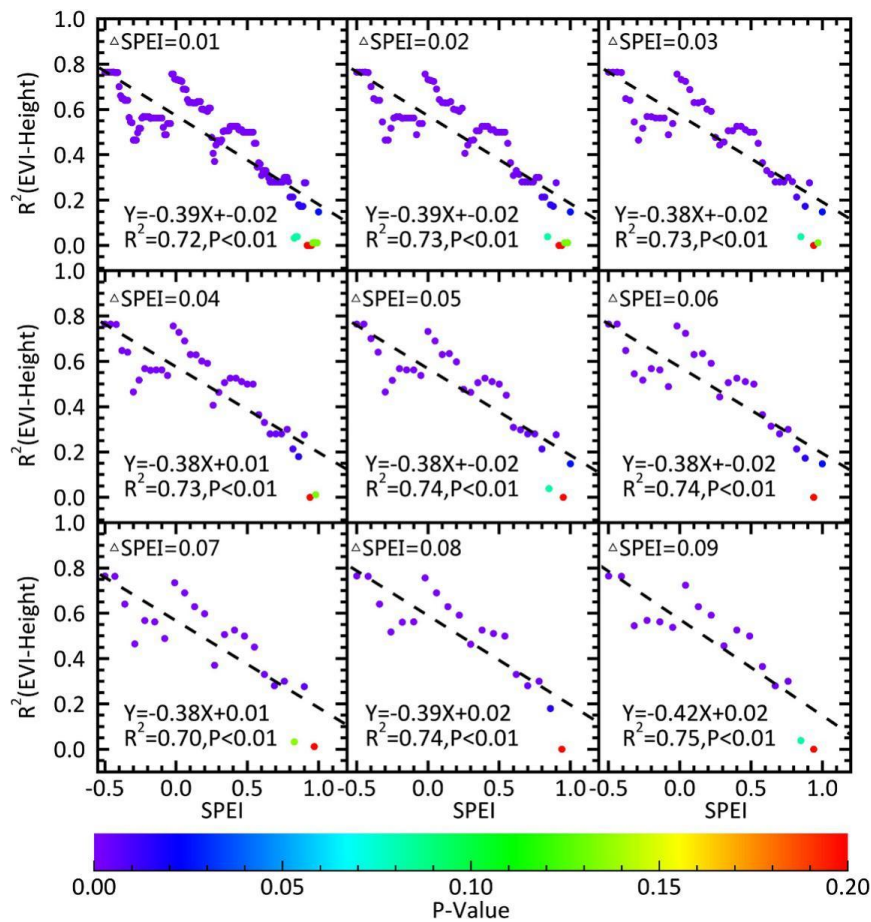 △SPEI=0.01 △SPEI=0.02 △SPEI=0.03
1.0
0.8
0.6
0.4
0.2
0.0
R²(EVI-Height)
Y=-0.39X+-0.02 Y=-0.39X+-0.02 Y=-0.38X+-0.02
R²=0.72,P<0.01 R²=0.73,P<0.01 R²=0.73,P<0.01
△SPEI=0.04 △SPEI=0.05 △SPEI=0.06
1.0
0.8
0.6
0.4
0.2
0.0
R²(EVI-Height)
Y=-0.38X+0.01 Y=-0.38X+-0.02 Y=-0.38X+-0.02
R²=0.73,P<0.01 R²=0.74,P<0.01 R²=0.74,P<0.01
△SPEI=0.07 △SPEI=0.08 △SPEI=0.09
1.0
0.8
0.6
0.4
0.2
0.0
R²(EVI-Height)
Y=-0.38X+0.01 Y=-0.39X+0.02 Y=-0.42X+0.02
R²=0.70,P<0.01 R²=0.74,P<0.01 R²=0.75,P<0.01
-0.5 0.0 0.5 1.0 -0.5 0.0 0.5 1.0 -0.5 0.0 0.5 1.0
SPEI SPEI SPEI
0.00 0.05 0.10 0.15 0.20
P-Value